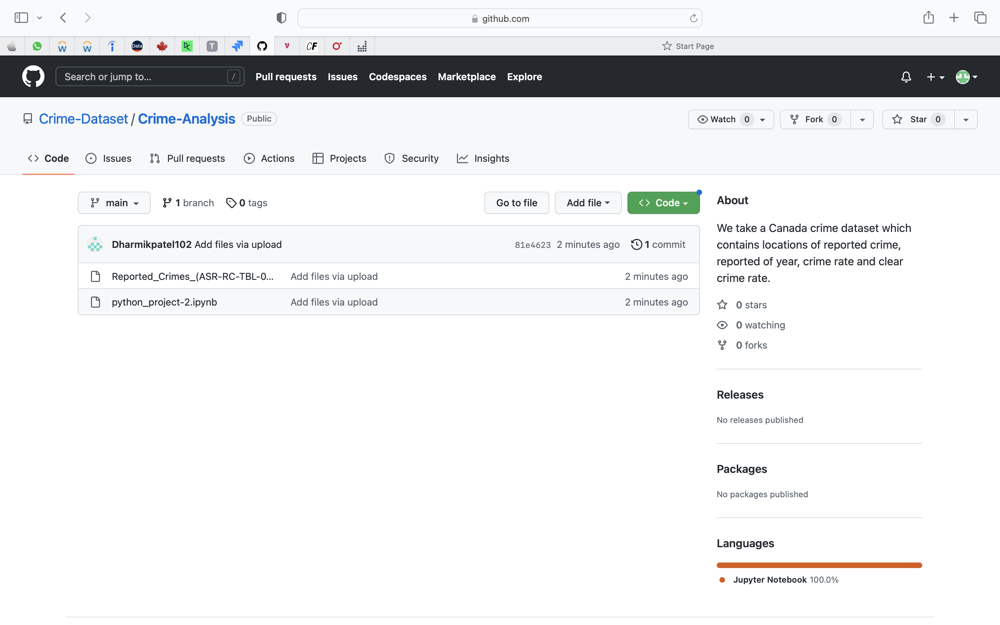 github.com
W
W
Data
T
V
CF
Start Page
Search or jump to...
/
Pull requests
Issues
Codespaces
Marketplace
Explore
Crime-Dataset / Crime-Analysis
Public
Watch 0
Fork 0
Star 0
Code
Issues
Pull requests
Actions
Projects
Security
Insights
main
1 branch
0 tags
Go to file
Add file
Code
Dharmikpatel102 Add files via upload
81e4623 2 minutes ago
1 commit
Reported_Crimes_(ASR-RC-TBL-0...
Add files via upload
2 minutes ago
python_project-2.ipynb
Add files via upload
2 minutes ago
About
We take a Canada crime dataset which
contains locations of reported crime,
reported of year, crime rate and clear
crime rate.
0 stars
0 watching
0 forks
Releases
No releases published
Packages
No packages published
Languages
Jupyter Notebook 100.0%